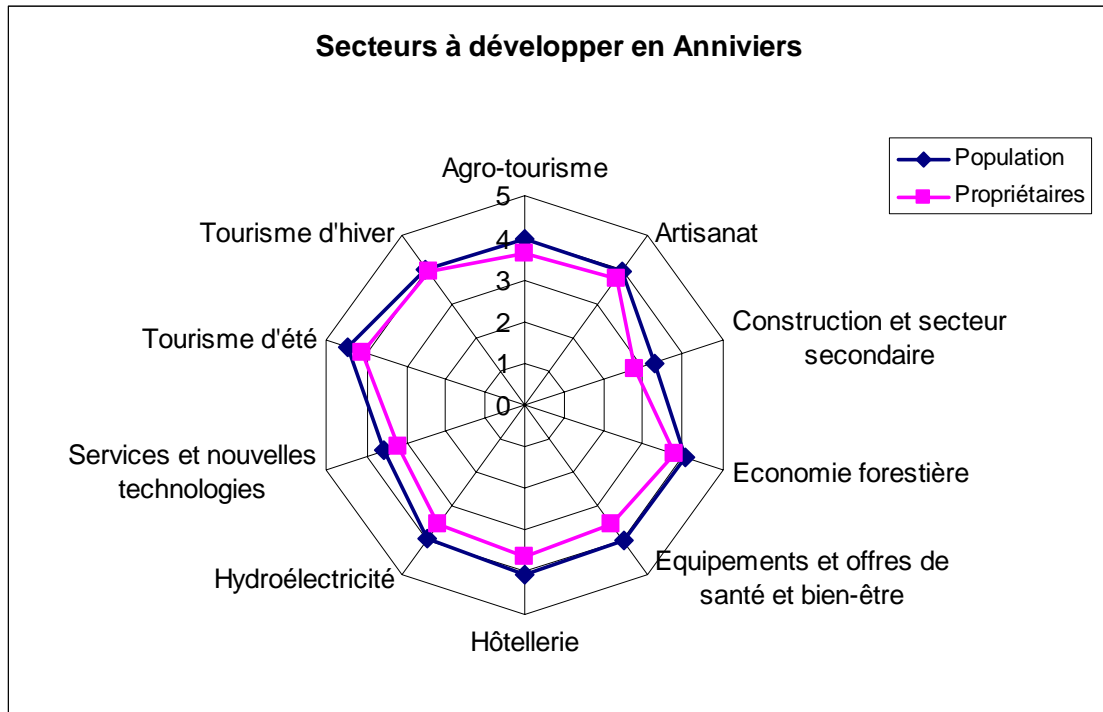 Secteurs à développer en Anniviers
Population
Propriétaires
Agro-tourisme
Artisanat
Construction et secteur
secondaire
Economie forestière
Equipements et offres de
santé et bien-être
Hôtellerie
Hydroélectricité
Services et nouvelles
technologies
Tourisme d'été
Tourisme d'hiver
5
4
3
2
1
0